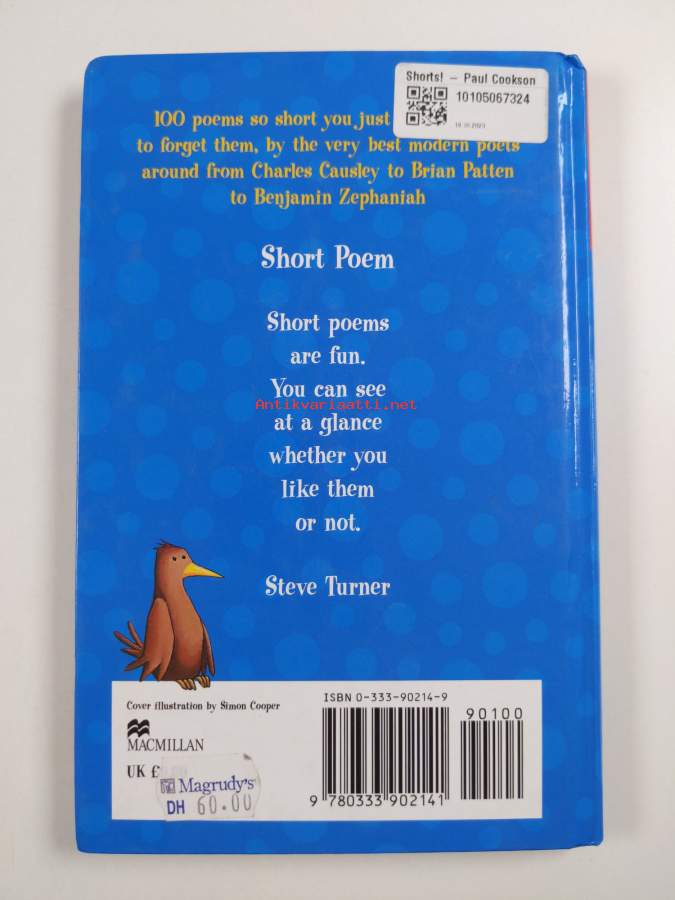 Shorts! – Paul Cookson
10105067324
100 poems so short you just
to forget them, by the very best modern poets
around from Charles Causley to Brian Patten
to Benjamin Zephaniah
Short Poem
Short poems
are fun.
You can see
Antikvariaatti.net
at a glance
whether you
like them
or not.
Steve Turner
Cover illustration by Simon Cooper
MACMILLAN
UK £
Magrudy's
DH 60.00
ISBN 0-333-90214-9
90100
9 780333 902141